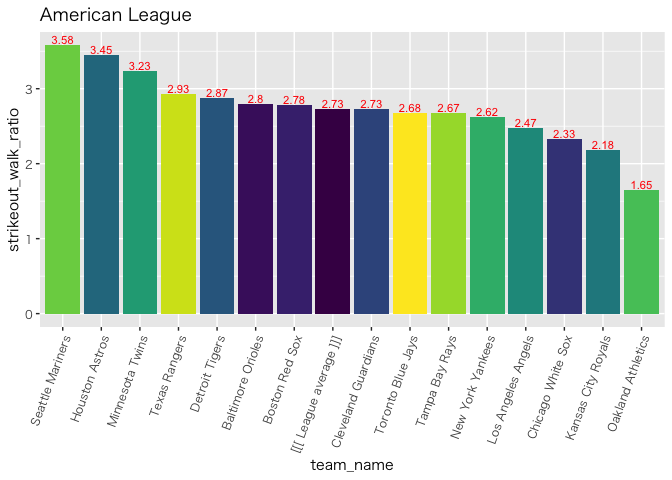 American League
3.58
3.45
3.23
2.93
2.87
2.8
2.78
2.73
2.73
2.68
2.67
2.62
2.47
2.33
2.18
1.65
strikeout_walk_ratio
3
2
1
0
Seattle Mariners
Houston Astros
Minnesota Twins
Texas Rangers
Detroit Tigers
Baltimore Orioles
Boston Red Sox
[[[ League average ]]]
Cleveland Guardians
Toronto Blue Jays
Tampa Bay Rays
New York Yankees
Los Angeles Angels
Chicago White Sox
Kansas City Royals
Oakland Athletics
team_name